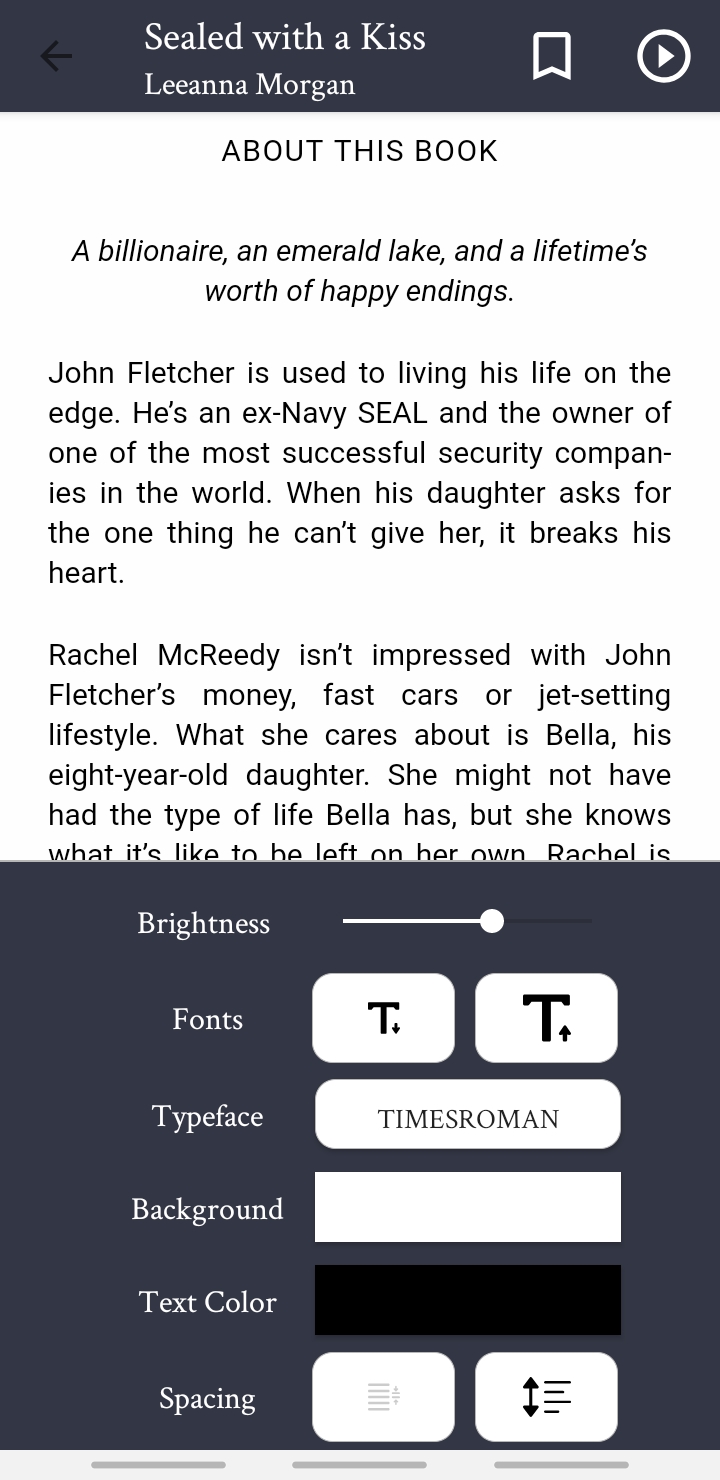 Sealed with a Kiss
Leeanna Morgan
ABOUT THIS BOOK
A billionaire, an emerald lake, and a lifetime’s
worth of happy endings.
John Fletcher is used to living his life on the
edge. He’s an ex-Navy SEAL and the owner of
one of the most successful security compan-
ies in the world. When his daughter asks for
the one thing he can’t give her, it breaks his
heart.
Rachel McReedy isn’t impressed with John
Fletcher’s money, fast cars or jet-setting
lifestyle. What she cares about is Bella, his
eight-year-old daughter. She might not have
had the type of life Bella has, but she knows
what it’s like to be left on her own. Rachel is
Brightness
Fonts
Typeface
TIMESROMAN
Background
Text Color
Spacing